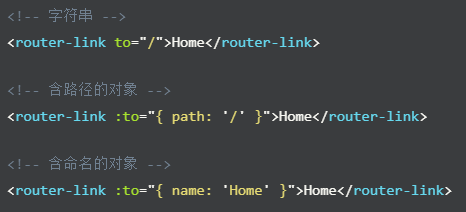 <!-- 字符串 -->
<router-link to="/">Home</router-link>
<!-- 含路径的对象 -->
<router-link :to="{ path: '/' }">Home</router-link>
<!-- 含命名的对象 -->
<router-link :to="{ name: 'Home' }">Home</router-link>